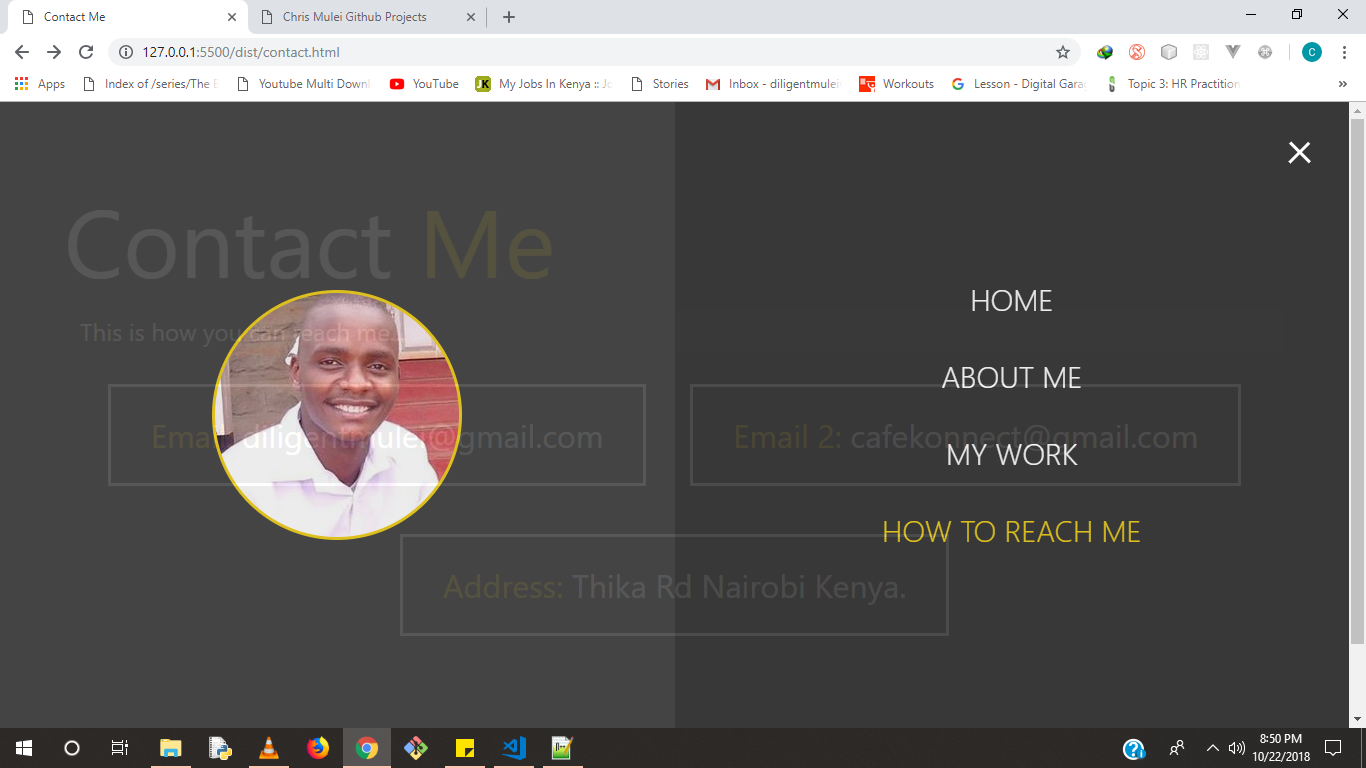 Contact Me
Chris Mulei Github Projects
127.0.0.1:5500/dist/contact.html
C
Apps
Index of /series/The
Youtube Multi Down
YouTube
My Jobs In Kenya ::
Stories
Inbox - diligentmulei
Workouts
Lesson - Digital Garag
Topic 3: HR Practition
Contact Me
This is how you can reach me...
Email: diligentmulei@gmail.com
Email 2: cafekonnect@gmail.com
Address: Thika Rd Nairobi Kenya.
HOME
ABOUT ME
MY WORK
HOW TO REACH ME
8:50 PM
10/22/2018